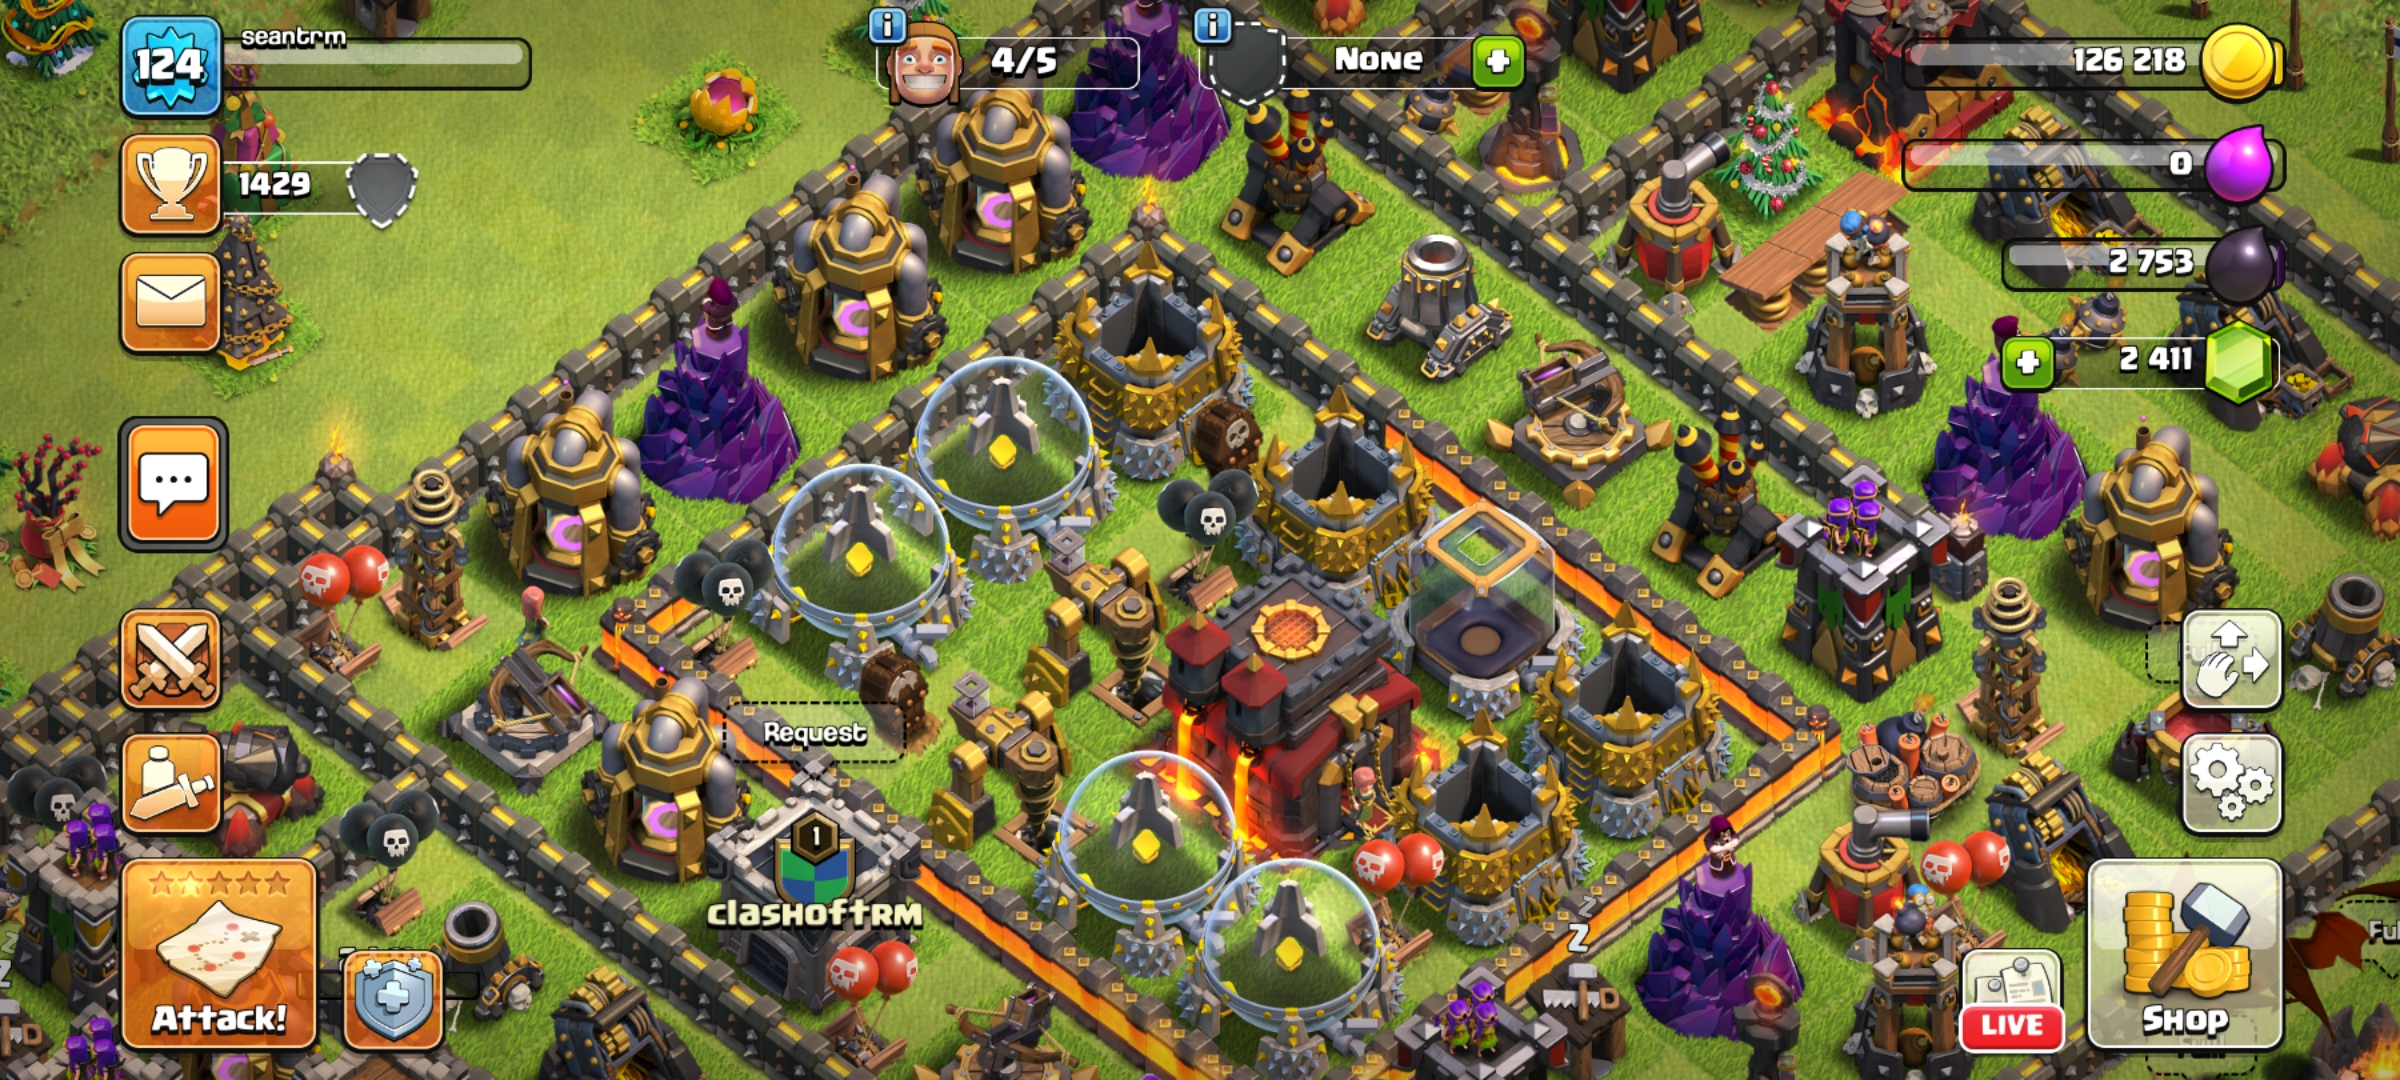 124
seantrm
4/5
None
126 218
1429
0
2 753
2 411
Request
1
clashoftrm
Z
Z
Attack!
LIVE
Shop
Ful